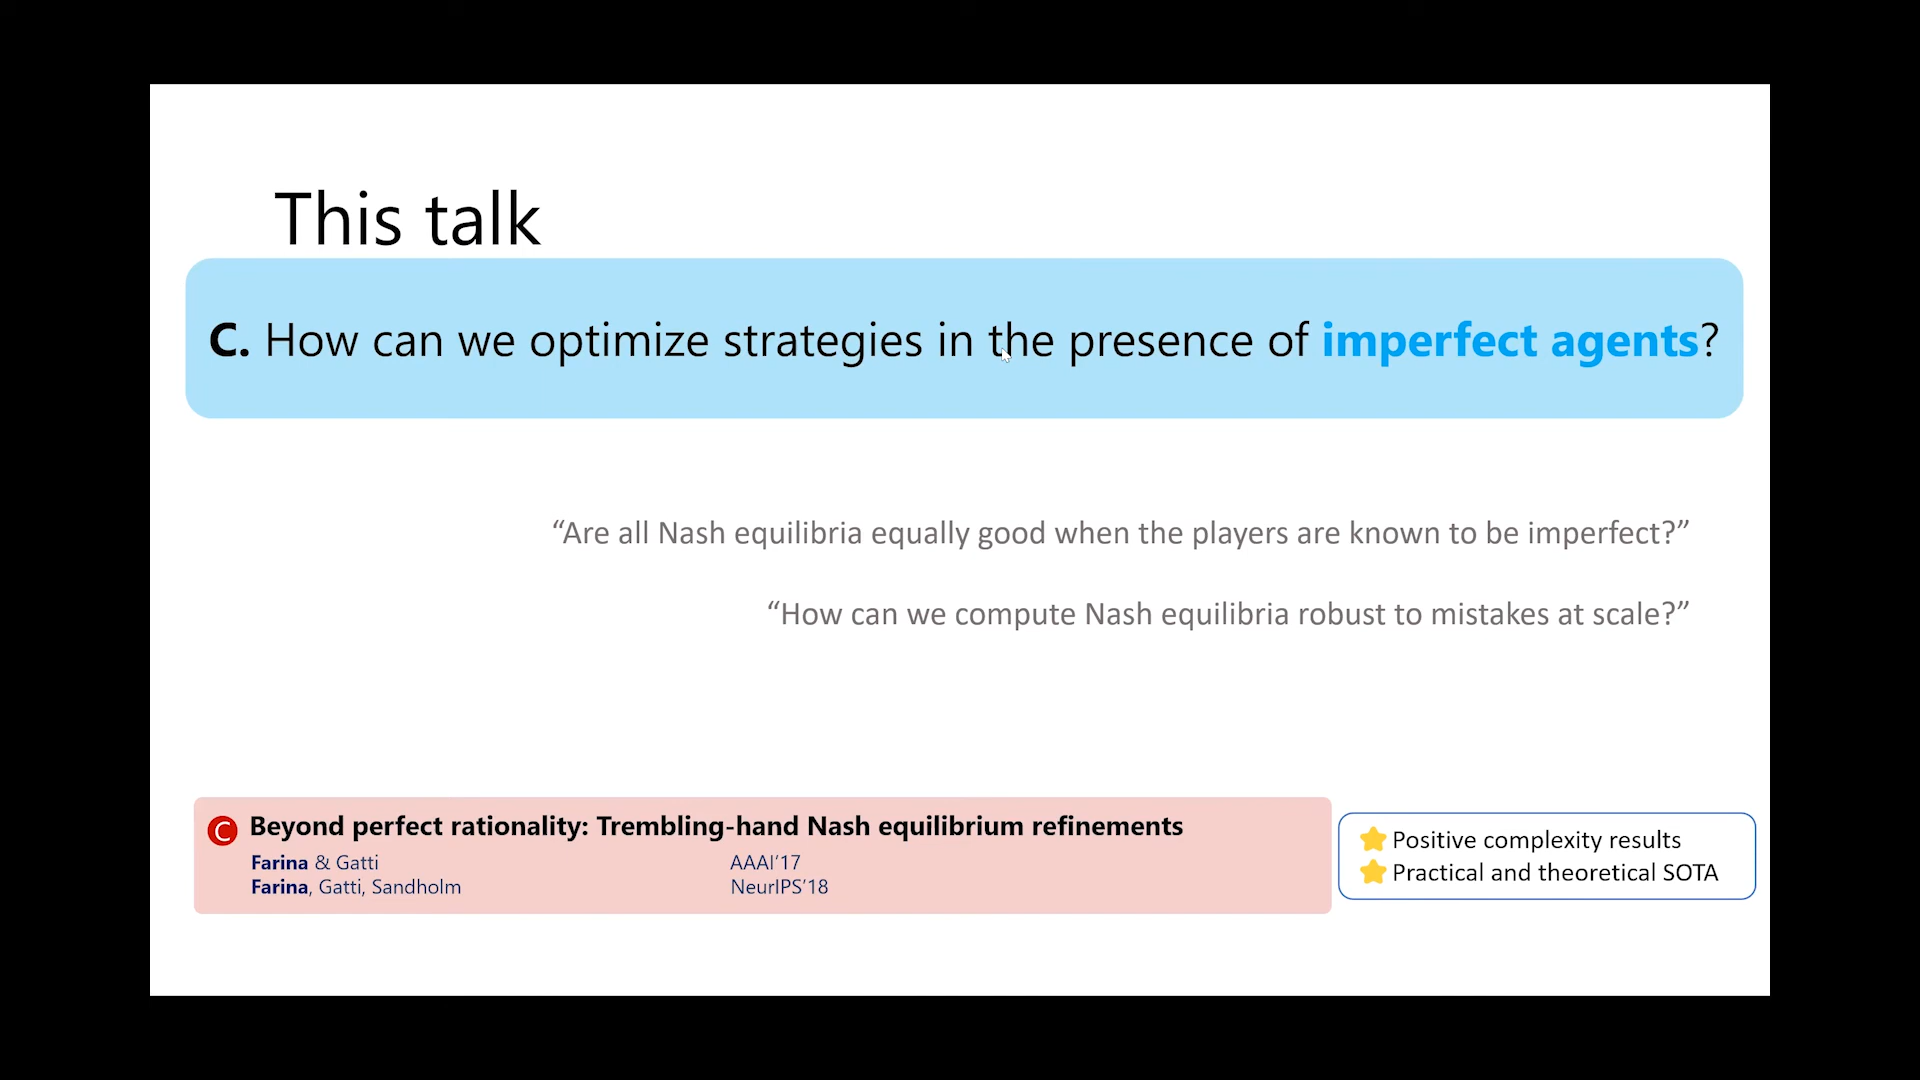 This talk
C. How can we optimize strategies in the presence of imperfect agents?
“Are all Nash equilibria equally good when the players are known to be imperfect?”
“How can we compute Nash equilibria robust to mistakes at scale?”
C Beyond perfect rationality: Trembling-hand Nash equilibrium refinements
Farina & Gatti AAAI’17
Farina, Gatti, Sandholm NeurIPS’18
Positive complexity results
Practical and theoretical SOTA